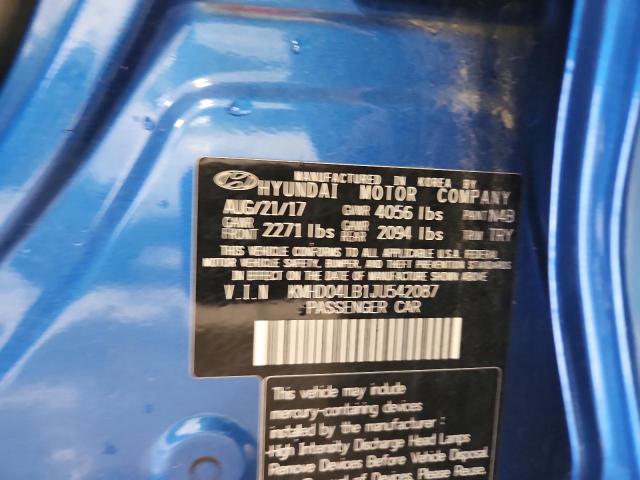 MANUFACTURED IN KOREA BY
HYUNDAI MOTOR COMPANY
AUG/21/17 GVWR 4056 lbs PAINT N4B
GAWR FRONT 2271 lbs GAWR REAR 2094 lbs TRIM TRY
THIS VEHICLE CONFORMS TO ALL APPLICABLE U.S.A. FEDERAL
MOTOR VEHICLE SAFETY, BUMPER, AND THEFT PREVENTION STANDARDS
IN EFFECT ON THE DATE OF MANUFACTURE SHOWN ABOVE
V.I.N KMHD04LB1JU542087
PASSENGER CAR
This vehicle may include
mercury-containing devices
installed by the manufacturer :
-High Intensity Discharge Head Lamps
Remove Devices Before Vehicle Disposal.
Please Reuse.